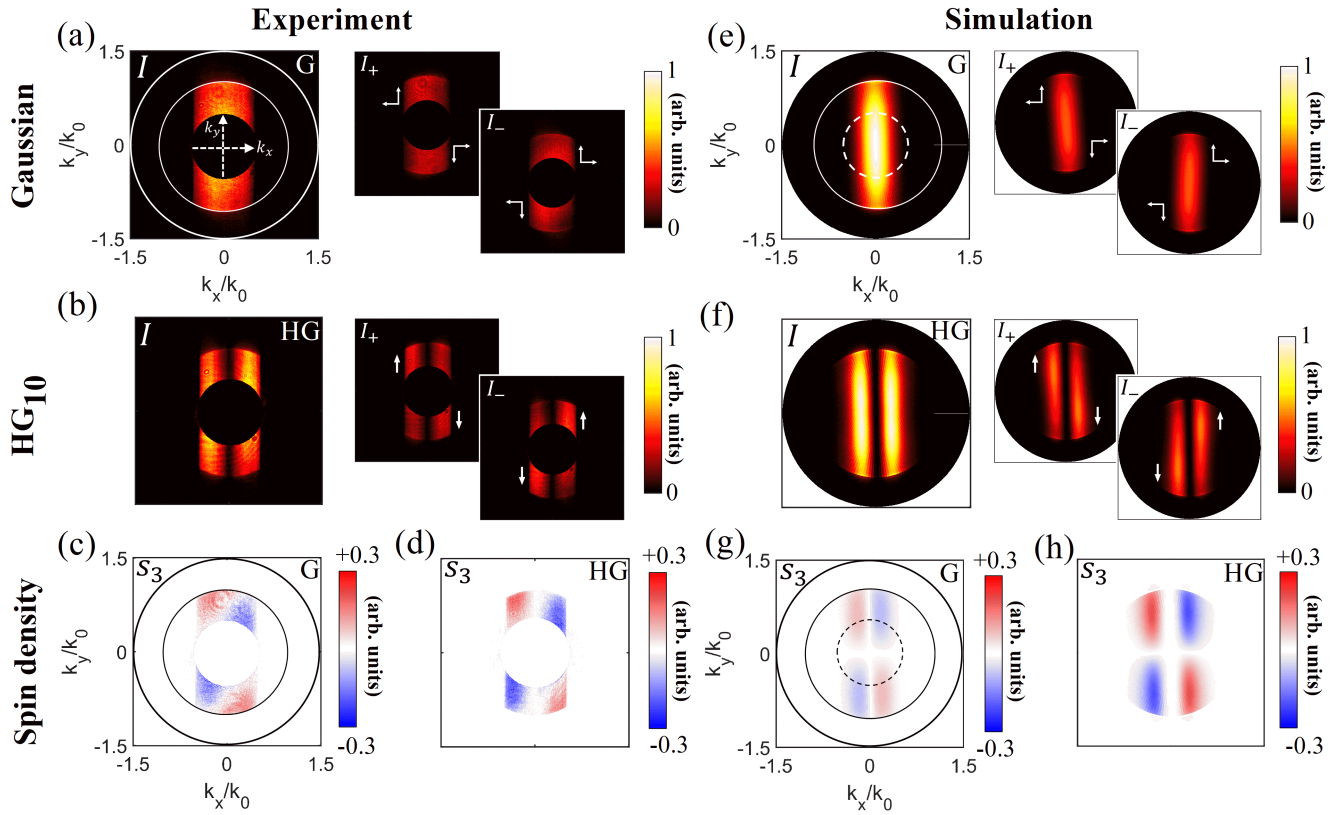 Experiment
Simulation
Gaussian
(a)
I
G
k_y
k_x
1.5
0
-1.5
k_y/k_0
-1.5
0
1.5
k_x/k_0
I_+
I_−
1
0
(arb. units)
(e)
I
G
1.5
0
-1.5
k_y/k_0
-1.5
0
1.5
k_x/k_0
I_+
I_−
1
0
(arb. units)
HG_10
(b)
I
HG
I_+
I_−
1
0
(arb. units)
(f)
I
HG
I_+
I_−
1
0
(arb. units)
Spin density
(c)
s_3
G
1.5
0
-1.5
k_y/k_0
-1.5
0
1.5
k_x/k_0
+0.3
-0.3
(arb. units)
(d)
s_3
HG
+0.3
-0.3
(arb. units)
(g)
s_3
G
1.5
0
-1.5
k_y/k_0
-1.5
0
1.5
k_x/k_0
+0.3
-0.3
(arb. units)
(h)
s_3
HG
+0.3
-0.3
(arb. units)